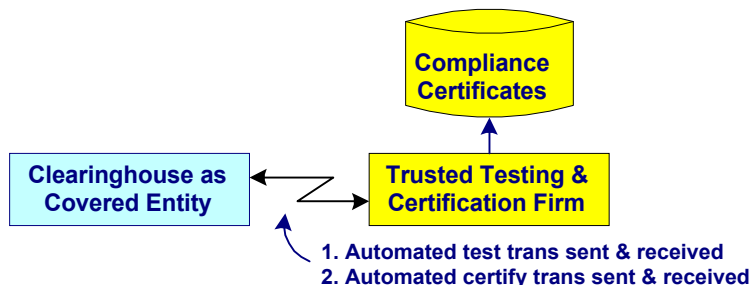 Compliance
Certificates
Clearinghouse as
Covered Entity
Trusted Testing &
Certification Firm
1. Automated test trans sent & received
2. Automated certify trans sent & received